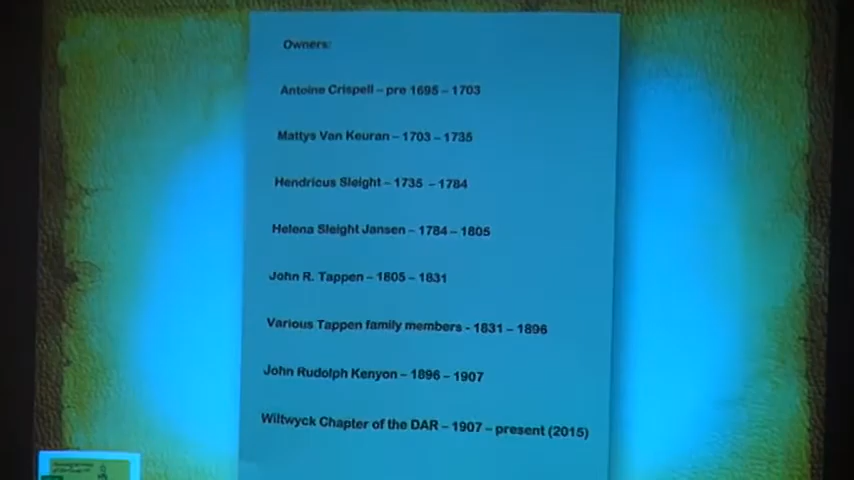 Owners:
Antoine Crispell – pre 1695 – 1703
Mattys Van Keuran – 1703 – 1735
Hendricus Sleight – 1735 – 1784
Helena Sleight Jansen – 1784 – 1805
John R. Tappen – 1805 – 1831
Various Tappen family members - 1831 – 1896
John Rudolph Kenyon – 1896 – 1907
Wiltwyck Chapter of the DAR – 1907 – present (2015)